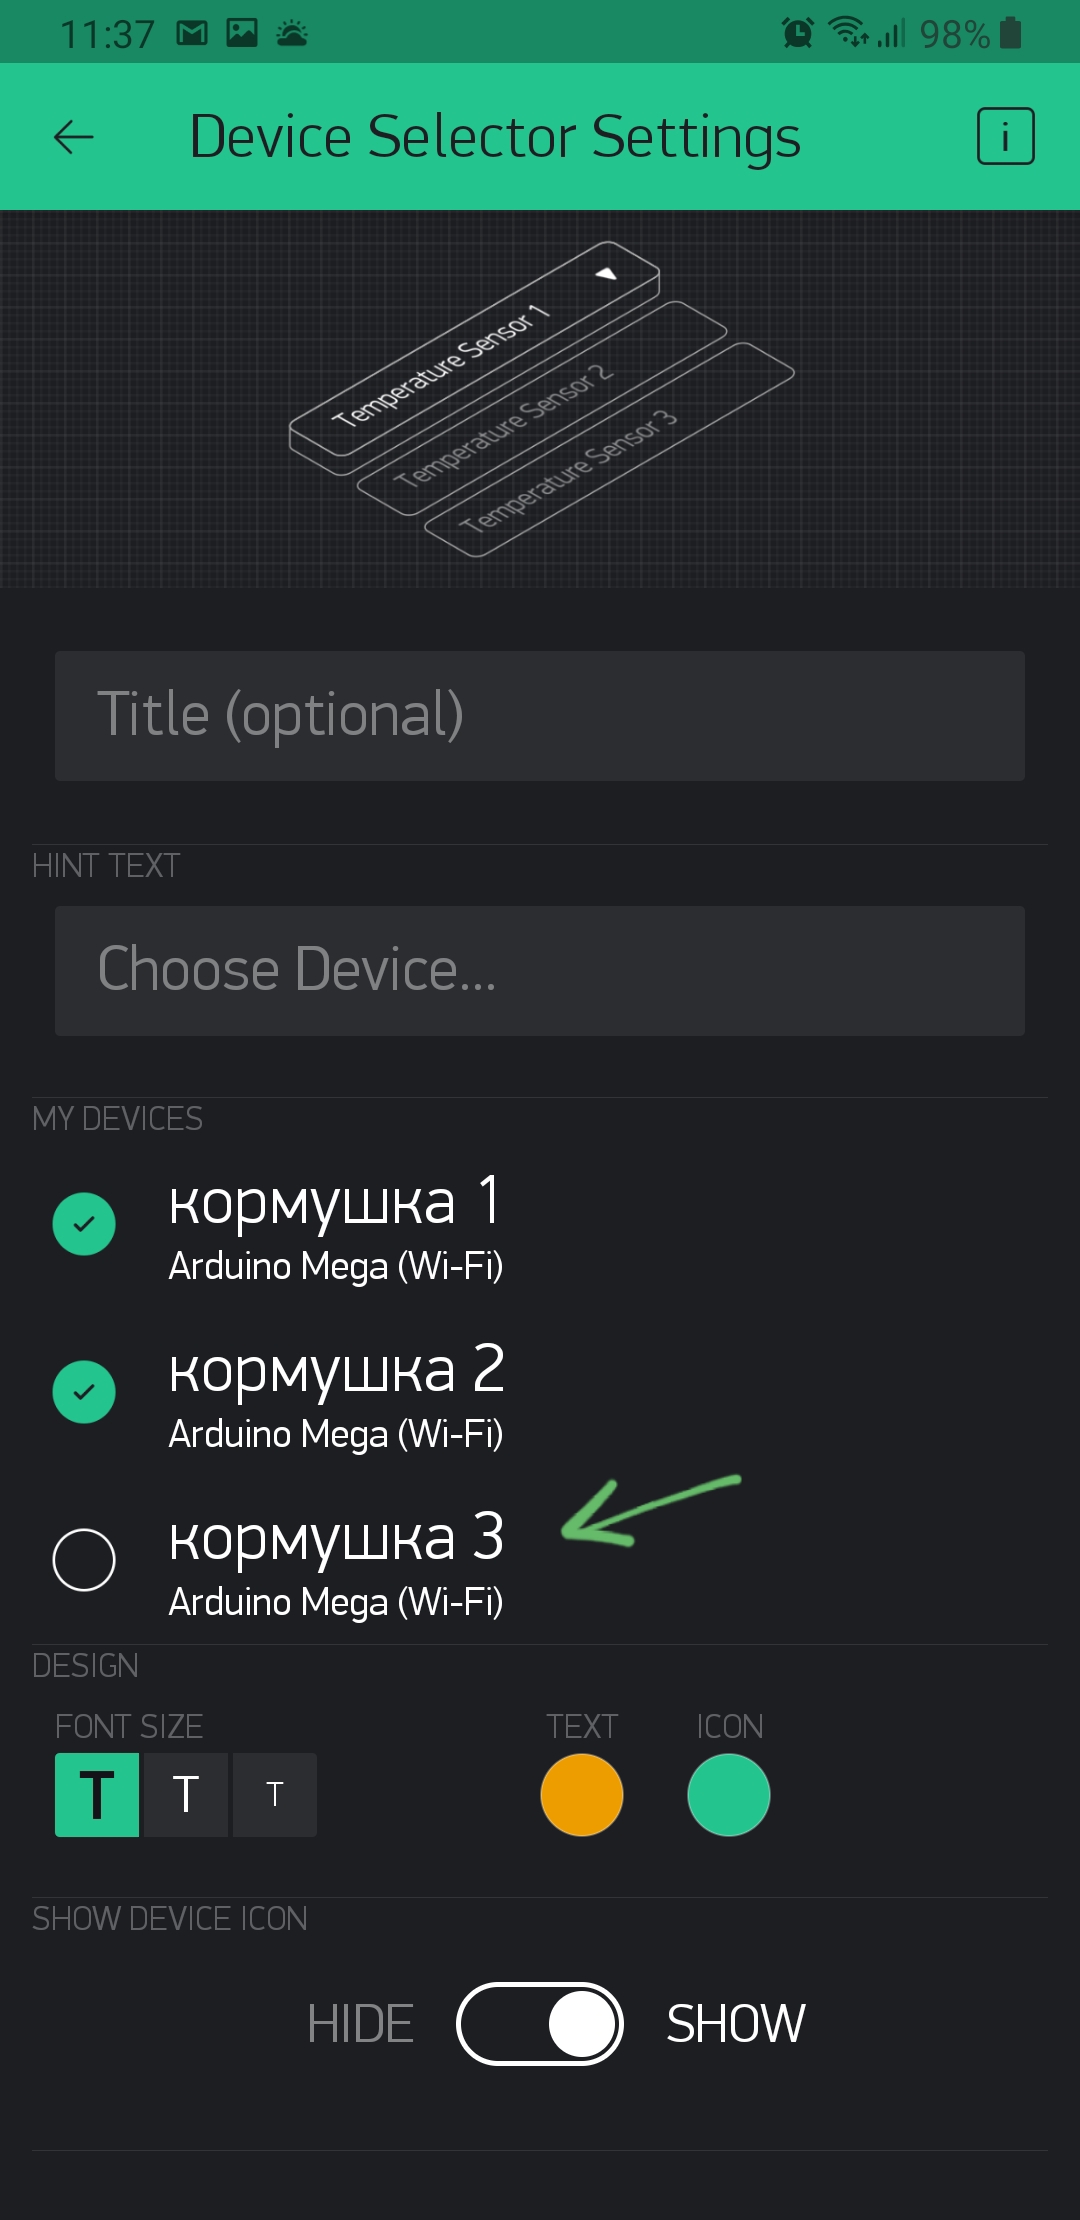 11:37
98%
Device Selector Settings
i
Temperature Sensor 1
Temperature Sensor 2
Temperature Sensor 3
Title (optional)
HINT TEXT
Choose Device...
MY DEVICES
кормушка 1
Arduino Mega (Wi-Fi)
кормушка 2
Arduino Mega (Wi-Fi)
кормушка 3
Arduino Mega (Wi-Fi)
DESIGN
FONT SIZE TEXT ICON
T T T
SHOW DEVICE ICON
HIDE SHOW